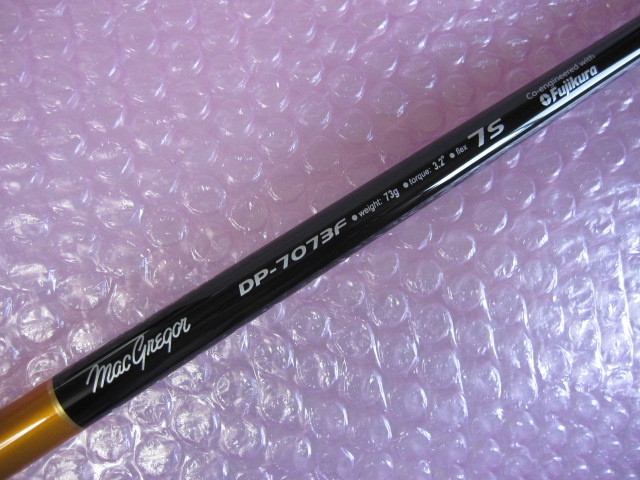 MacGregor
DP-7073F ● weight: 73g ● torque: 3.2° ● flex 7S
Co-engineered with
Fujikura